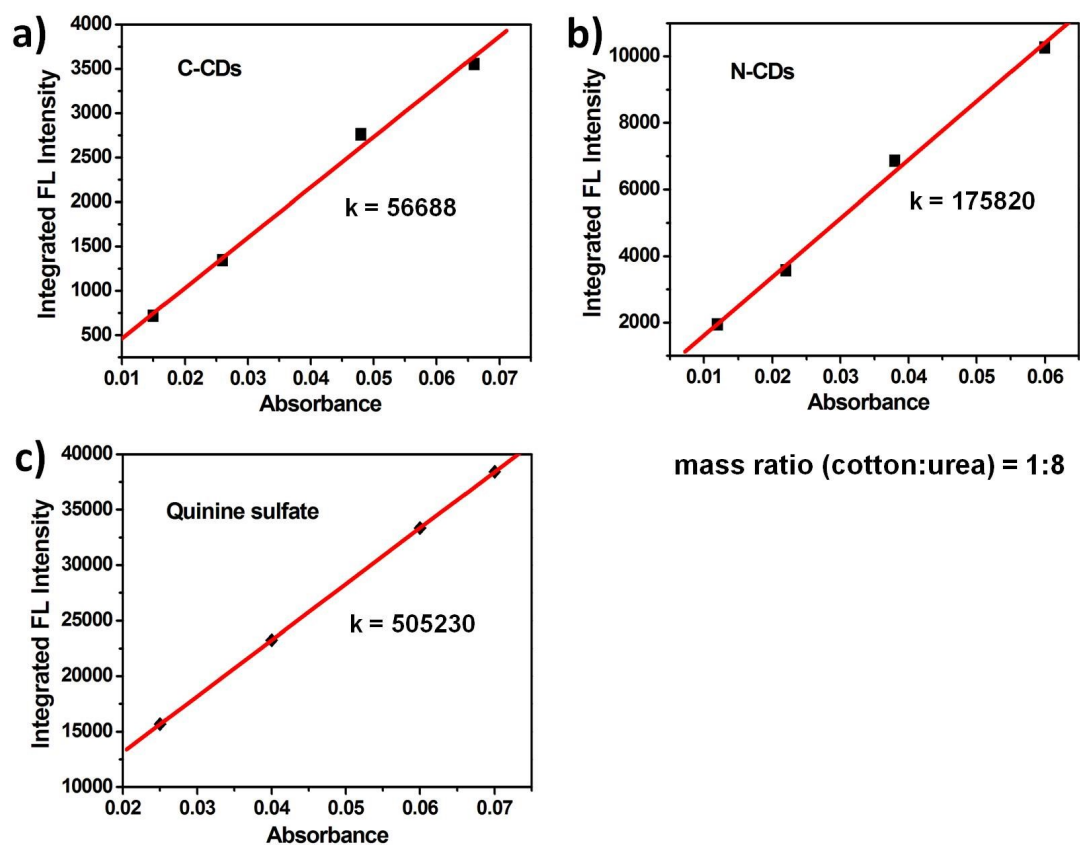 a)
C-CDs
k = 56688
Integrated FL Intensity
4000
3500
3000
2500
2000
1500
1000
500
0.01 0.02 0.03 0.04 0.05 0.06 0.07
Absorbance
b)
N-CDs
k = 175820
Integrated FL Intensity
10000
8000
6000
4000
2000
0.01 0.02 0.03 0.04 0.05 0.06
Absorbance
mass ratio (cotton:urea) = 1:8
c)
Quinine sulfate
k = 505230
Integrated FL Intensity
40000
35000
30000
25000
20000
15000
10000
0.02 0.03 0.04 0.05 0.06 0.07
Absorbance